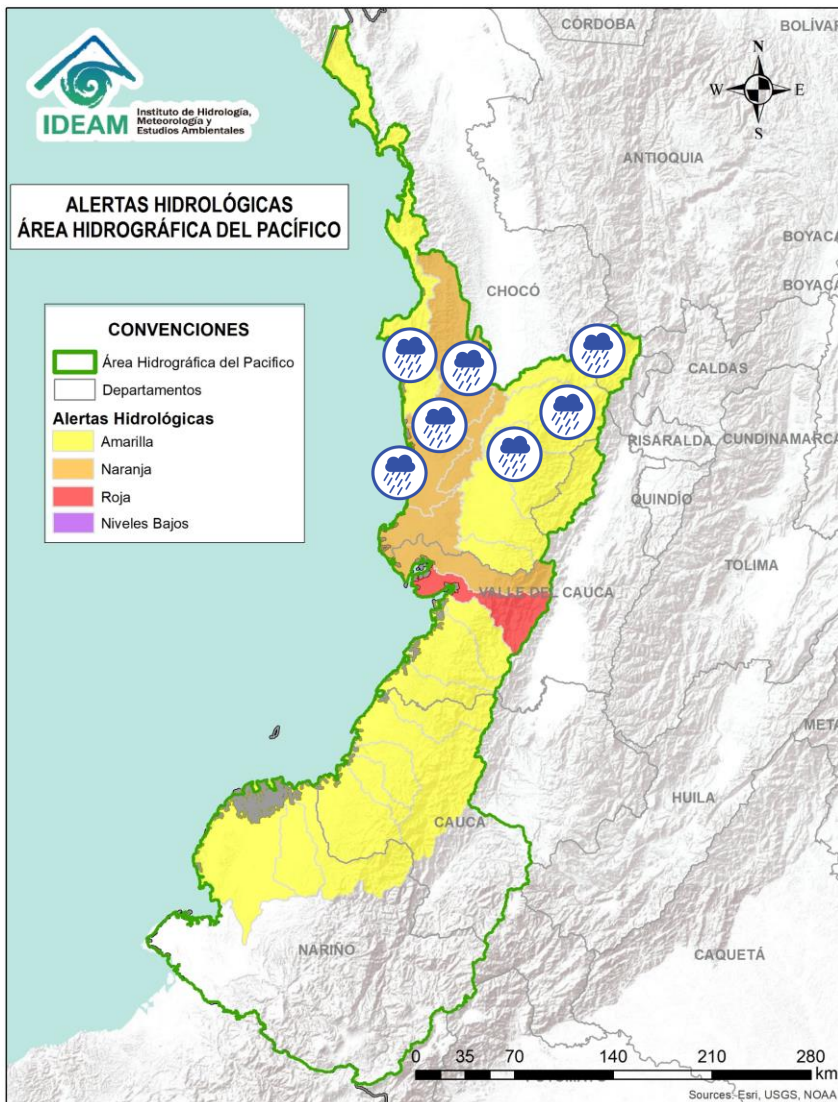 CÓRDOBA
BOLÍVAR
IDEAM
Instituto de Hidrología,
Meteorología y
Estudios Ambientales
N
W E
S
ANTIOQUIA
ALERTAS HIDROLÓGICAS
ÁREA HIDROGRÁFICA DEL PACÍFICO
BOYACÁ
BOYACÁ
CHOCÓ
CONVENCIONES
Área Hidrográfica del Pacifico
Departamentos
Alertas Hidrológicas
Amarilla
Naranja
Roja
Niveles Bajos
CALDAS
RISARALDA
CUNDINAMARCA
QUINDÍO
TOLIMA
VALLE DEL CAUCA
META
HUILA
CAUCA
NARIÑO
CAQUETÁ
0 35 70 140 210 280
km
Sources: Esri, USGS, NOAA